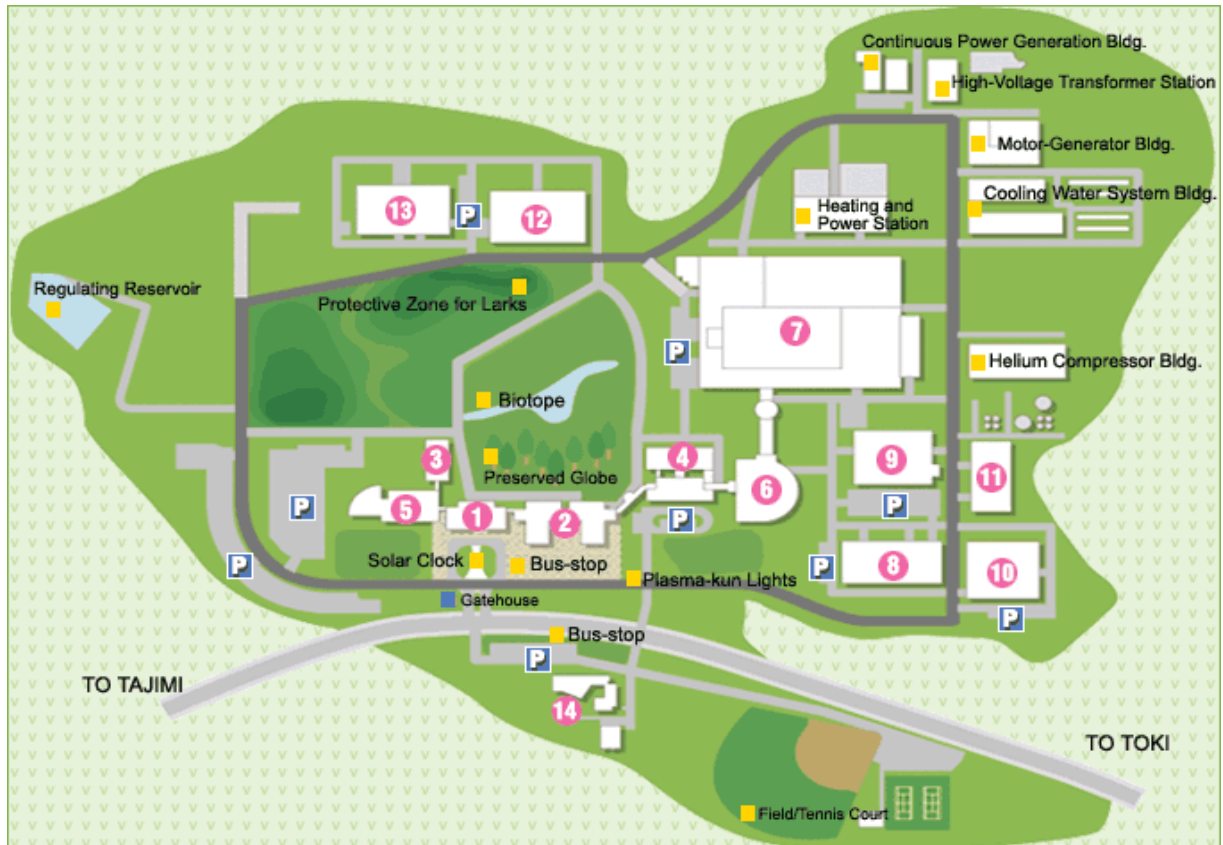 Continuous Power Generation Bldg.
High-Voltage Transformer Station
Motor-Generator Bldg.
Cooling Water System Bldg.
13
P
12
Heating and
Power Station
Regulating Reservoir
Protective Zone for Larks
7
P
Helium Compressor Bldg.
Biotope
3
Preserved Globe
4
9
6
11
P
5
1
2
P
P
Solar Clock
Bus-stop
P
P
8
10
Plasma-kun Lights
Gatehouse
P
Bus-stop
P
TO TAJIMI
14
TO TOKI
Field/Tennis Court